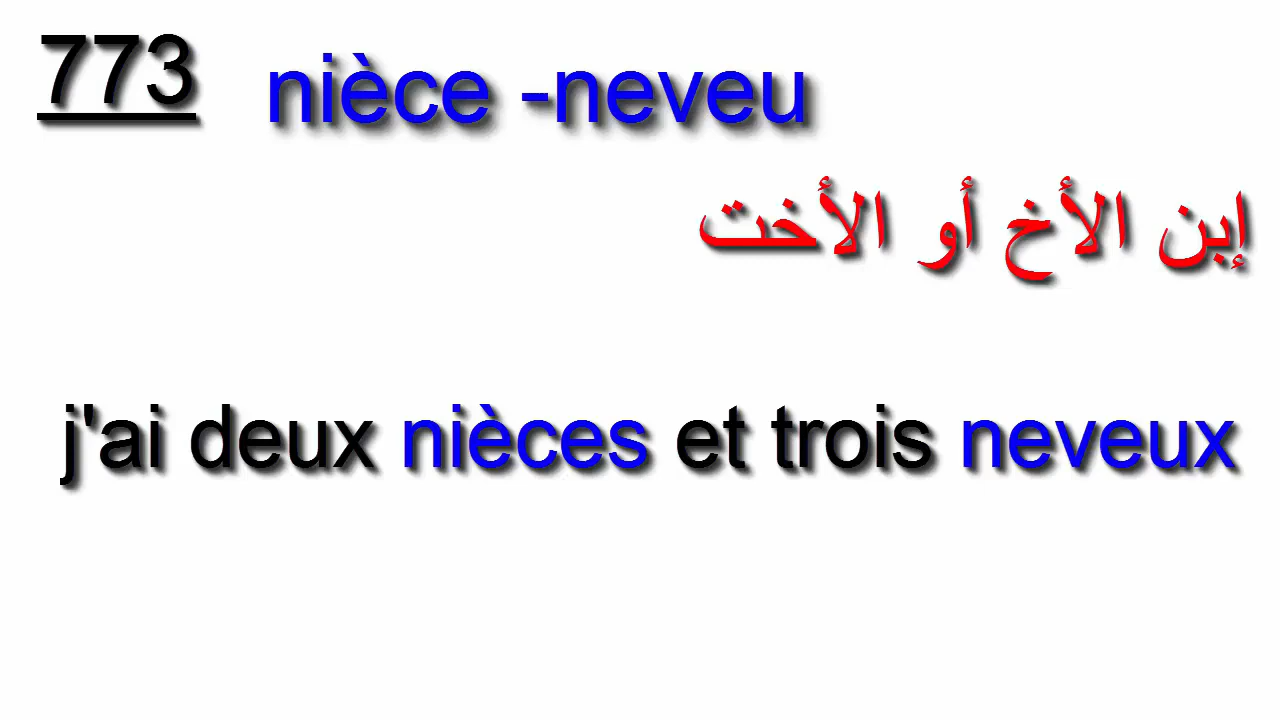 773 nièce -neveu
إبن الأخ أو الأخت
j'ai deux nièces et trois neveux